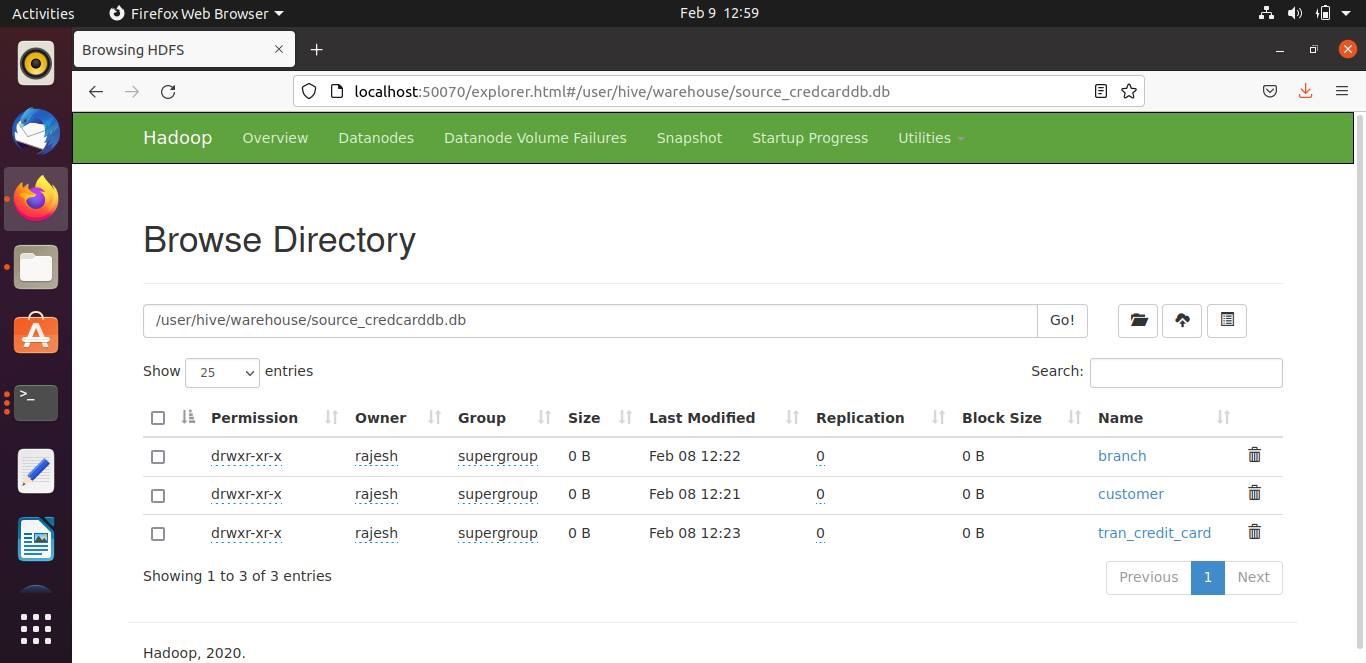 Activities Firefox Web Browser Feb 9 12:59
Browsing HDFS
localhost:50070/explorer.html#/user/hive/warehouse/source_credcarddb.db
Hadoop Overview Datanodes Datanode Volume Failures Snapshot Startup Progress Utilities
Browse Directory
/user/hive/warehouse/source_credcarddb.db Go!
Show 25 entries Search:
Permission Owner Group Size Last Modified Replication Block Size Name
drwxr-xr-x rajesh supergroup 0 B Feb 08 12:22 0 0 B branch
drwxr-xr-x rajesh supergroup 0 B Feb 08 12:21 0 0 B customer
drwxr-xr-x rajesh supergroup 0 B Feb 08 12:23 0 0 B tran_credit_card
Showing 1 to 3 of 3 entries Previous 1 Next
Hadoop, 2020.